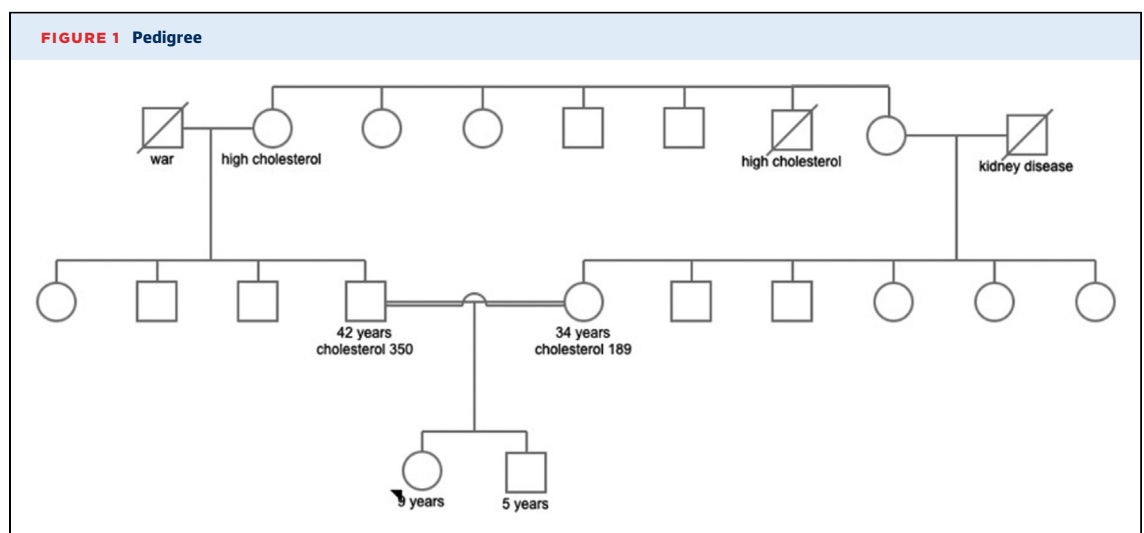 FIGURE 1 Pedigree
war
high cholesterol
high cholesterol
kidney disease
42 years
cholesterol 350
34 years
cholesterol 189
9 years
5 years